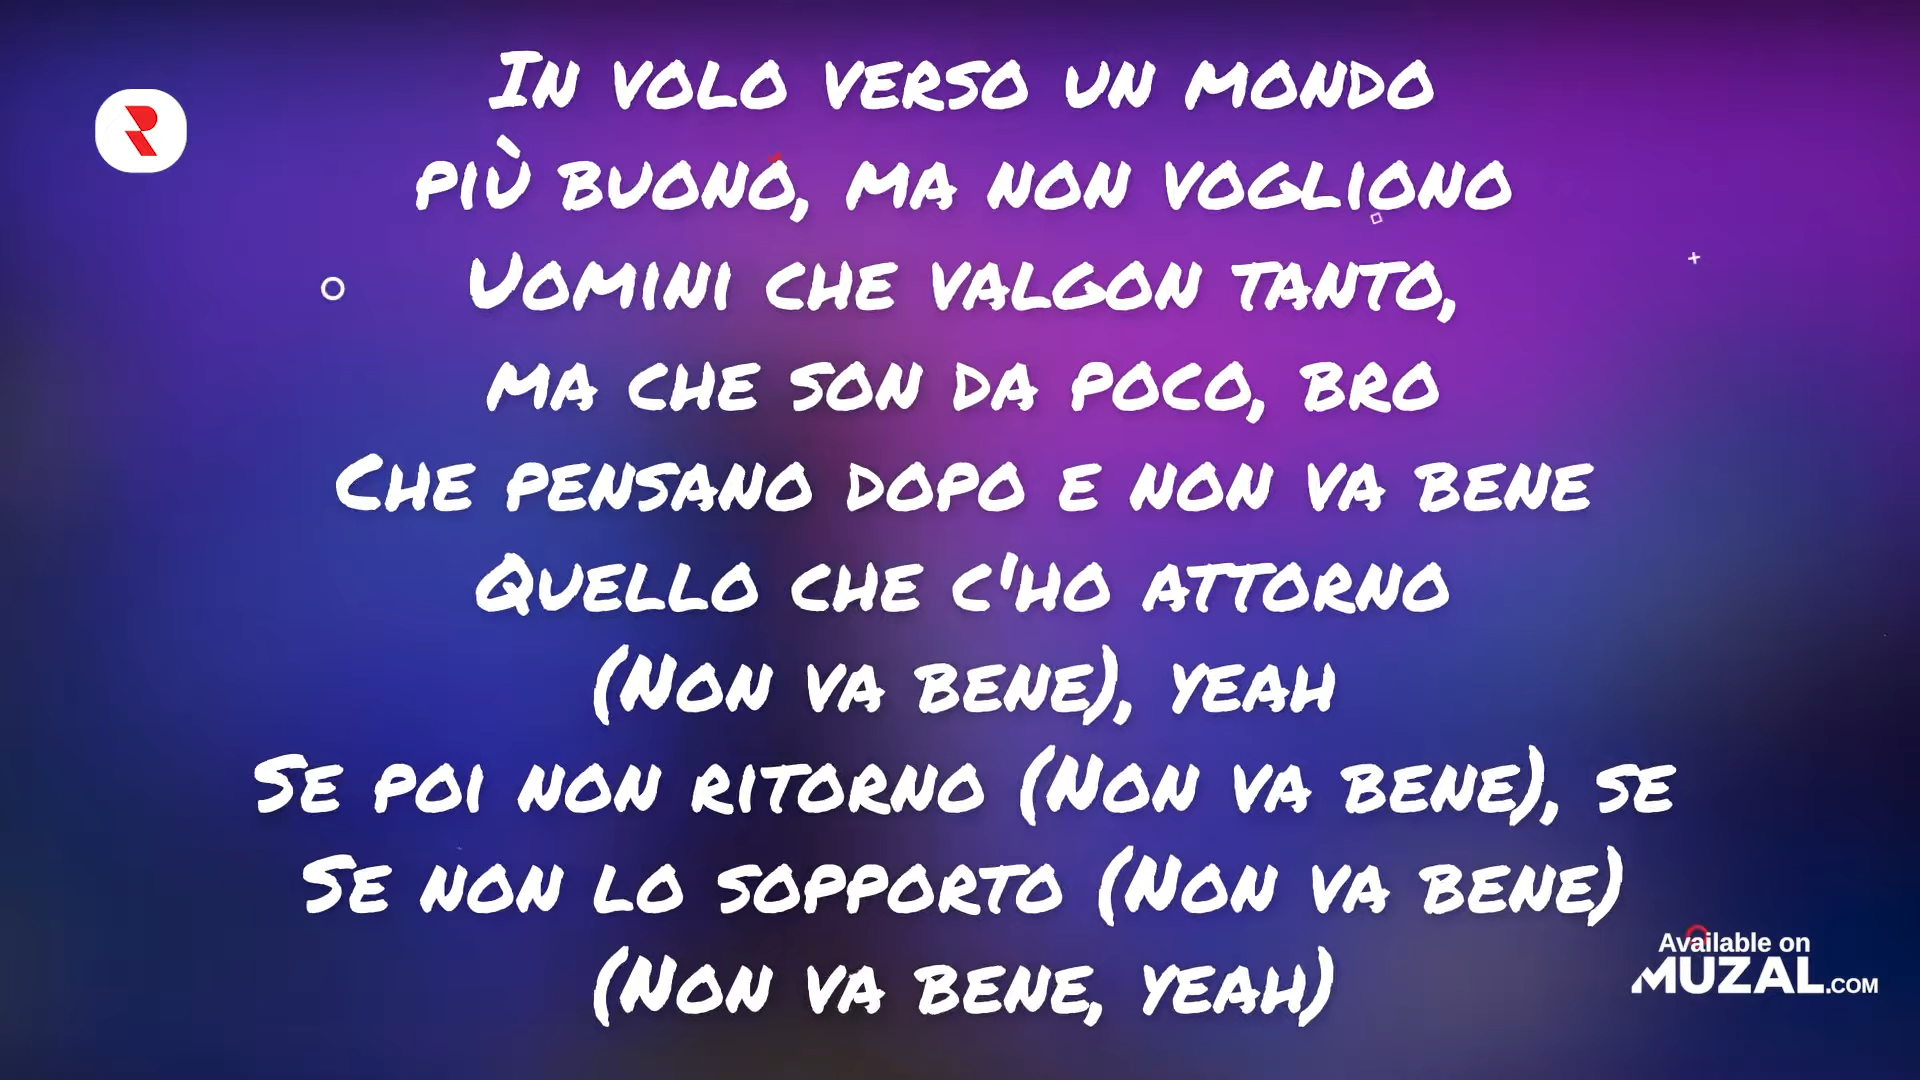 In volo verso un mondo
più buono, ma non vogliono
Uomini che valgon tanto,
ma che son da poco, bro
Che pensano dopo e non va bene
Quello che c'ho attorno
(Non va bene), yeah
Se poi non ritorno (Non va bene), se
Se non lo sopporto (Non va bene)
(Non va bene, yeah)
Available on
MUZAL.COM